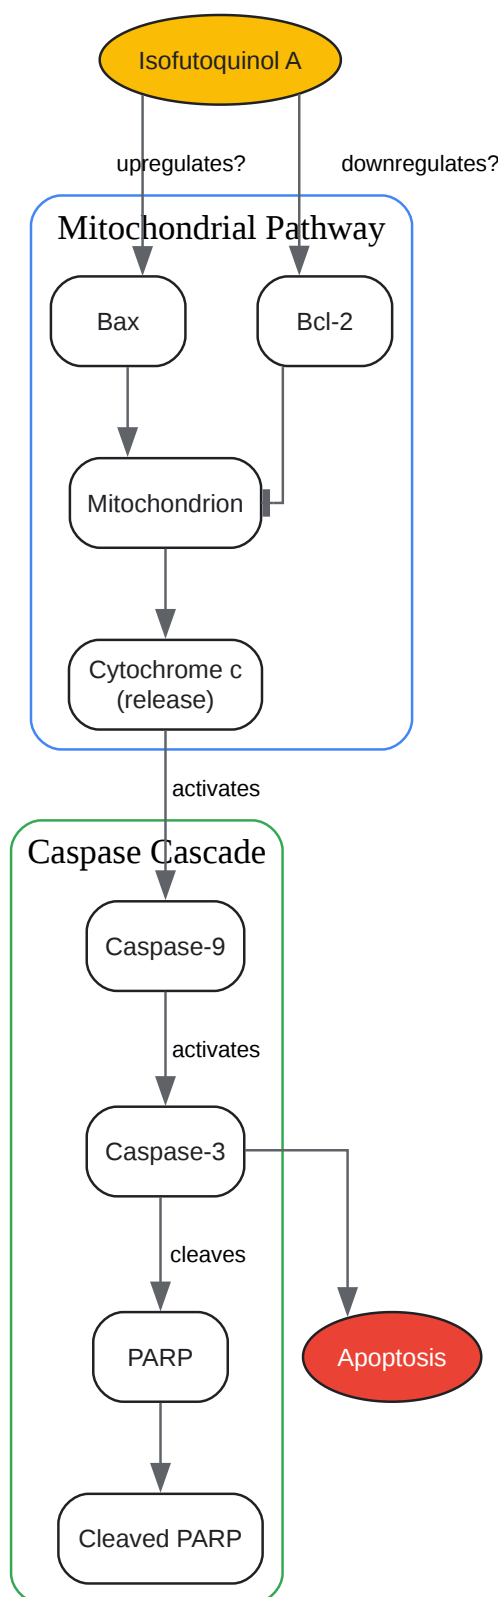 Isofutoquinol A
upregulates?
downregulates?
Mitochondrial Pathway
Bax
Bcl-2
Mitochondrion
Cytochrome c
(release)
activates
Caspase Cascade
Caspase-9
activates
Caspase-3
cleaves
PARP
Apoptosis
Cleaved PARP